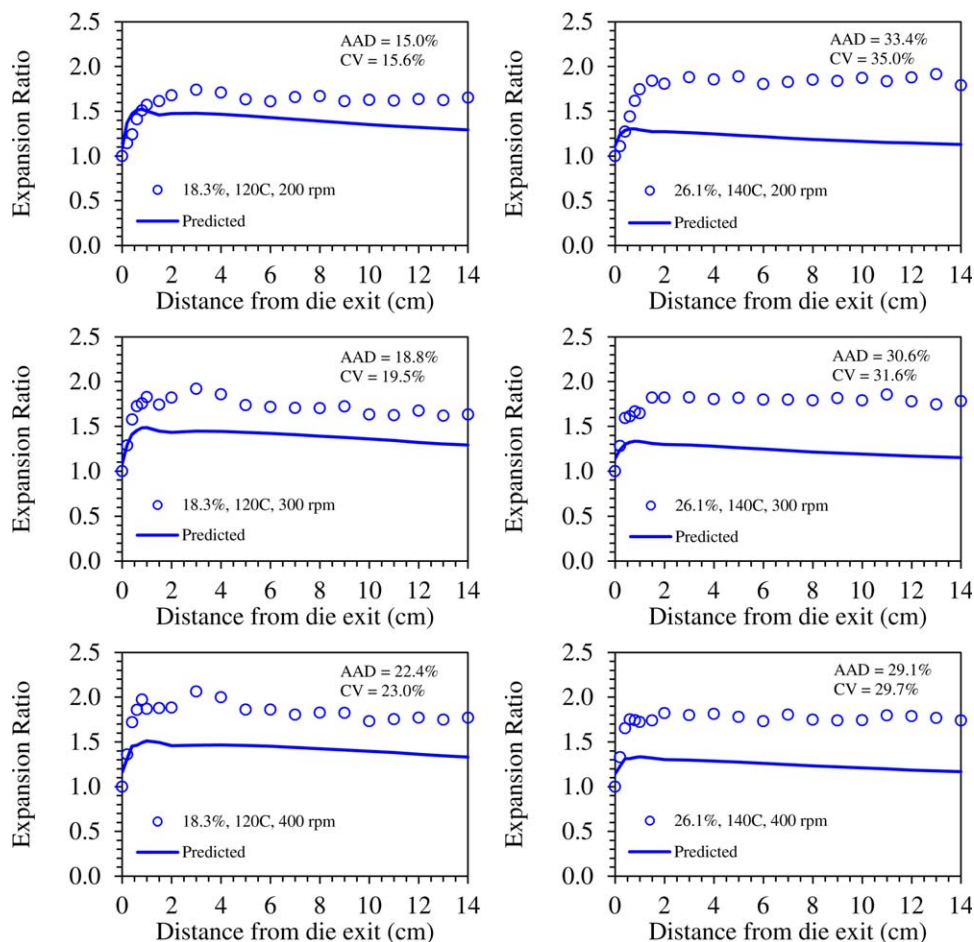 2.5
2.0
1.5
1.0
0.5
0.0
Expansion Ratio
AAD = 15.0%
CV = 15.6%
18.3%, 120C, 200 rpm
Predicted
0 2 4 6 8 10 12 14
Distance from die exit (cm)
2.5
2.0
1.5
1.0
0.5
0.0
Expansion Ratio
AAD = 33.4%
CV = 35.0%
26.1%, 140C, 200 rpm
Predicted
0 2 4 6 8 10 12 14
Distance from die exit (cm)
2.5
2.0
1.5
1.0
0.5
0.0
Expansion Ratio
AAD = 18.8%
CV = 19.5%
18.3%, 120C, 300 rpm
Predicted
0 2 4 6 8 10 12 14
Distance from die exit (cm)
2.5
2.0
1.5
1.0
0.5
0.0
Expansion Ratio
AAD = 30.6%
CV = 31.6%
26.1%, 140C, 300 rpm
Predicted
0 2 4 6 8 10 12 14
Distance from die exit (cm)
2.5
2.0
1.5
1.0
0.5
0.0
Expansion Ratio
AAD = 22.4%
CV = 23.0%
18.3%, 120C, 400 rpm
Predicted
0 2 4 6 8 10 12 14
Distance from die exit (cm)
2.5
2.0
1.5
1.0
0.5
0.0
Expansion Ratio
AAD = 29.1%
CV = 29.7%
26.1%, 140C, 400 rpm
Predicted
0 2 4 6 8 10 12 14
Distance from die exit (cm)